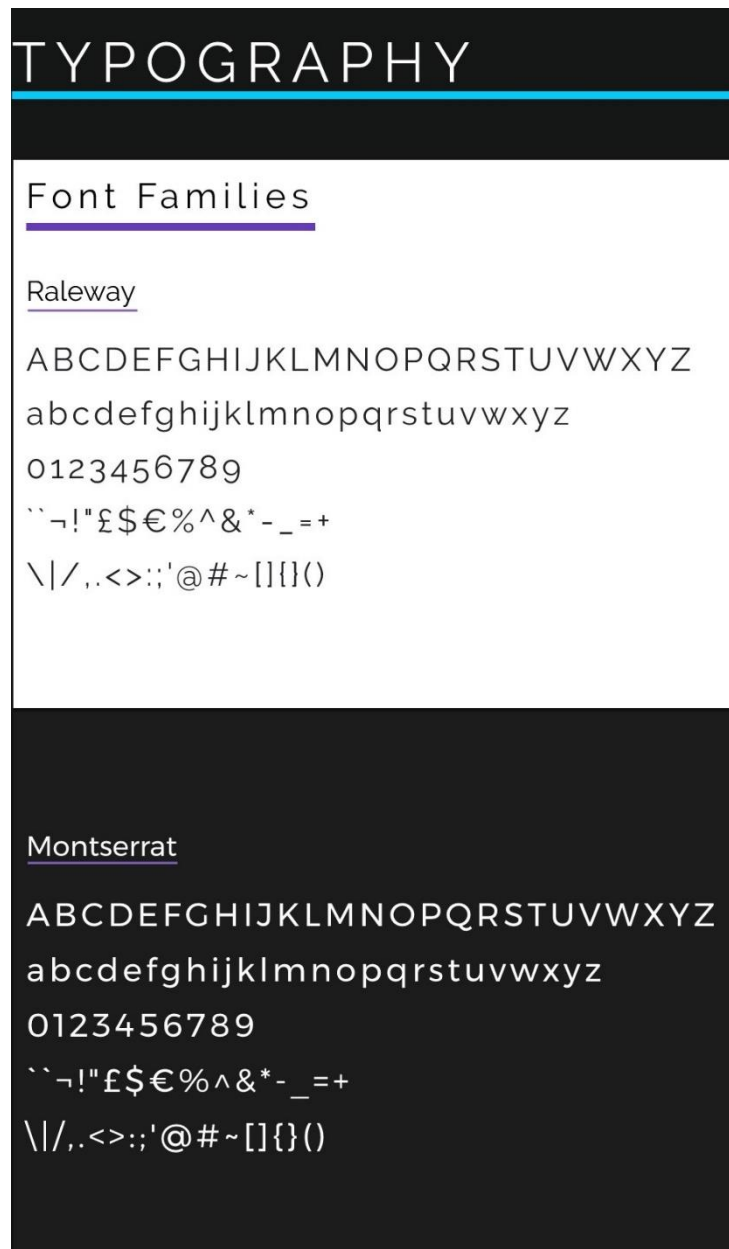 TYPOGRAPHY
Font Families
Raleway
ABCDEFGHIJKLMNOPQRSTUVWXYZ
abcdefghijklmnopqrstuvwxyz
0123456789
``¬!"£$€%^&*-_=+
\|/,.<>:;'@#~[]{}()
Montserrat
ABCDEFGHIJKLMNOPQRSTUVWXYZ
abcdefghijklmnopqrstuvwxyz
0123456789
``¬!"£$€%^&*-_=+
\|/,.<>:;'@#~[]{}()